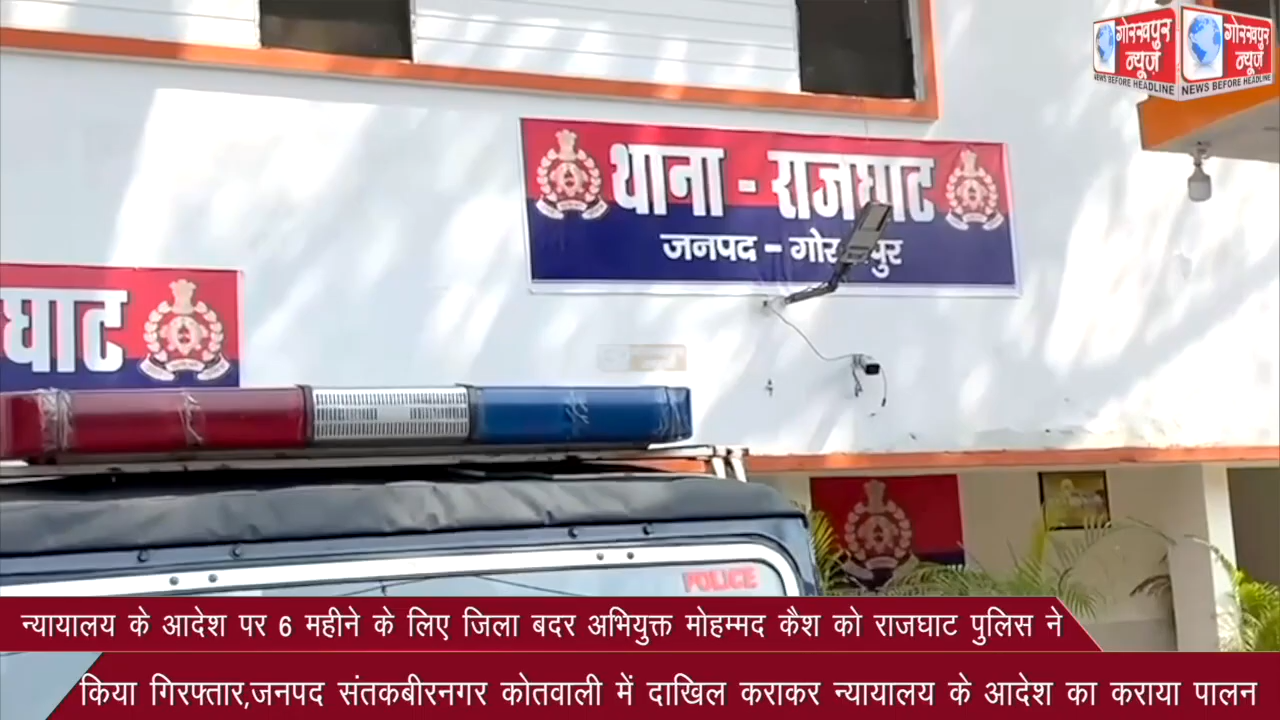 गोरखपुर
न्यूज़
NEWS BEFORE HEADLINE
गोरखपुर
न्यूज़
NEWS BEFORE HEADLINE
थाना - राजघाट
जनपद - गोरखपुर
घाट
POLICE
न्यायालय के आदेश पर 6 महीने के लिए जिला बदर अभियुक्त मोहम्मद कैश को राजघाट पुलिस ने
किया गिरफ्तार,जनपद संतकबीरनगर कोतवाली में दाखिल कराकर न्यायालय के आदेश का कराया पालन